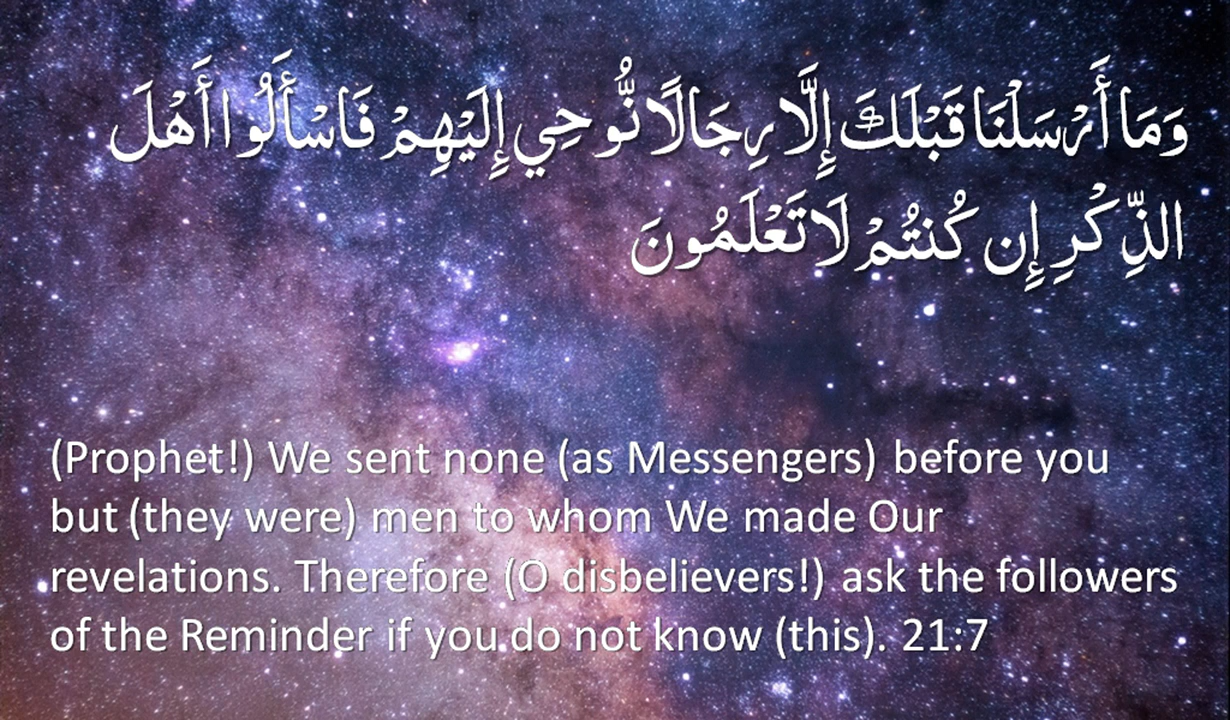 وَمَا أَرْسَلْنَا قَبْلَكَ إِلَّا رِجَالًا نُّوحِي إِلَيْهِمْ فَاسْأَلُوا أَهْلَ
الذِّكْرِ إِن كُنتُمْ لَا تَعْلَمُونَ
(Prophet!) We sent none (as Messengers) before you
but (they were) men to whom We made Our
revelations. Therefore (O disbelievers!) ask the followers
of the Reminder if you do not know (this). 21:7